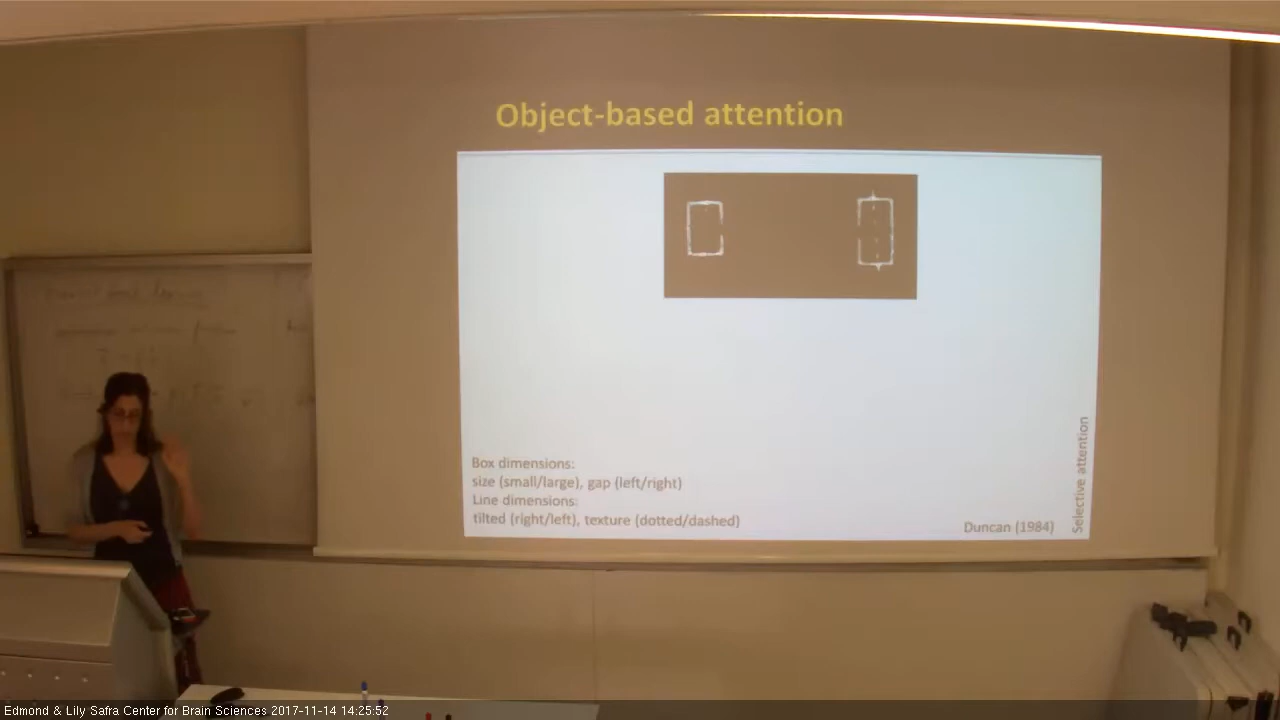 Object-based attention
Box dimensions:
size (small/large), gap (left/right)
Line dimensions:
tilted (right/left), texture (dotted/dashed)
Duncan (1984)
Selective attention
Edmond & Lily Safra Center for Brain Sciences 2017-11-14 14:25:52